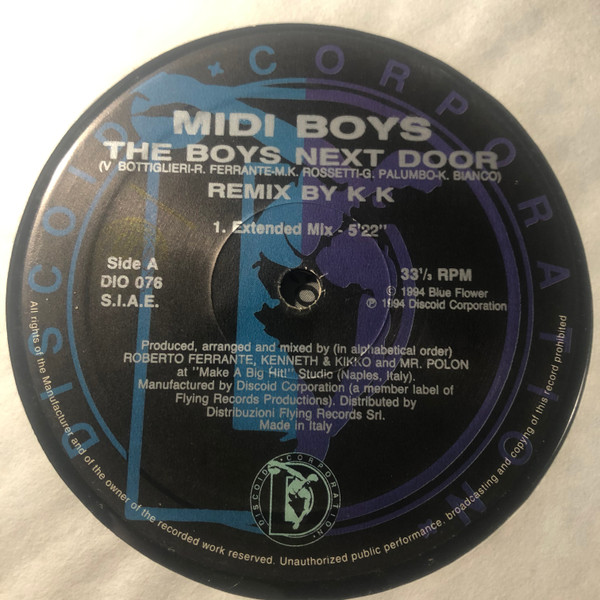 DISCOID * CORPORATION *
MIDI BOYS
THE BOYS NEXT DOOR
(V BOTTIGLIERI-R. FERRANTE-M.K. ROSSETTI-G. PALUMBO-K. BIANCO)
REMIX BY K K
1. Extended Mix - 5'22"
Side A
DIO 076
S.I.A.E.
33⅓ RPM
© 1994 Blue Flower
℗ 1994 Discoid Corporation
Produced, arranged and mixed by (in alphabetical order)
ROBERTO FERRANTE, KENNETH & KIKKO and MR. POLON
at "Make A Big Hit!" Studio (Naples, Italy).
Manufactured by Discoid Corporation (a member label of
Flying Records Productions). Distributed by
Distribuzioni Flying Records Srl.
Made in Italy
DISCOID * CORPORATION *
All rights of the Manufacturer and of the owner of the recorded work reserved. Unauthorized public performance, broadcasting and copying of this record prohibited